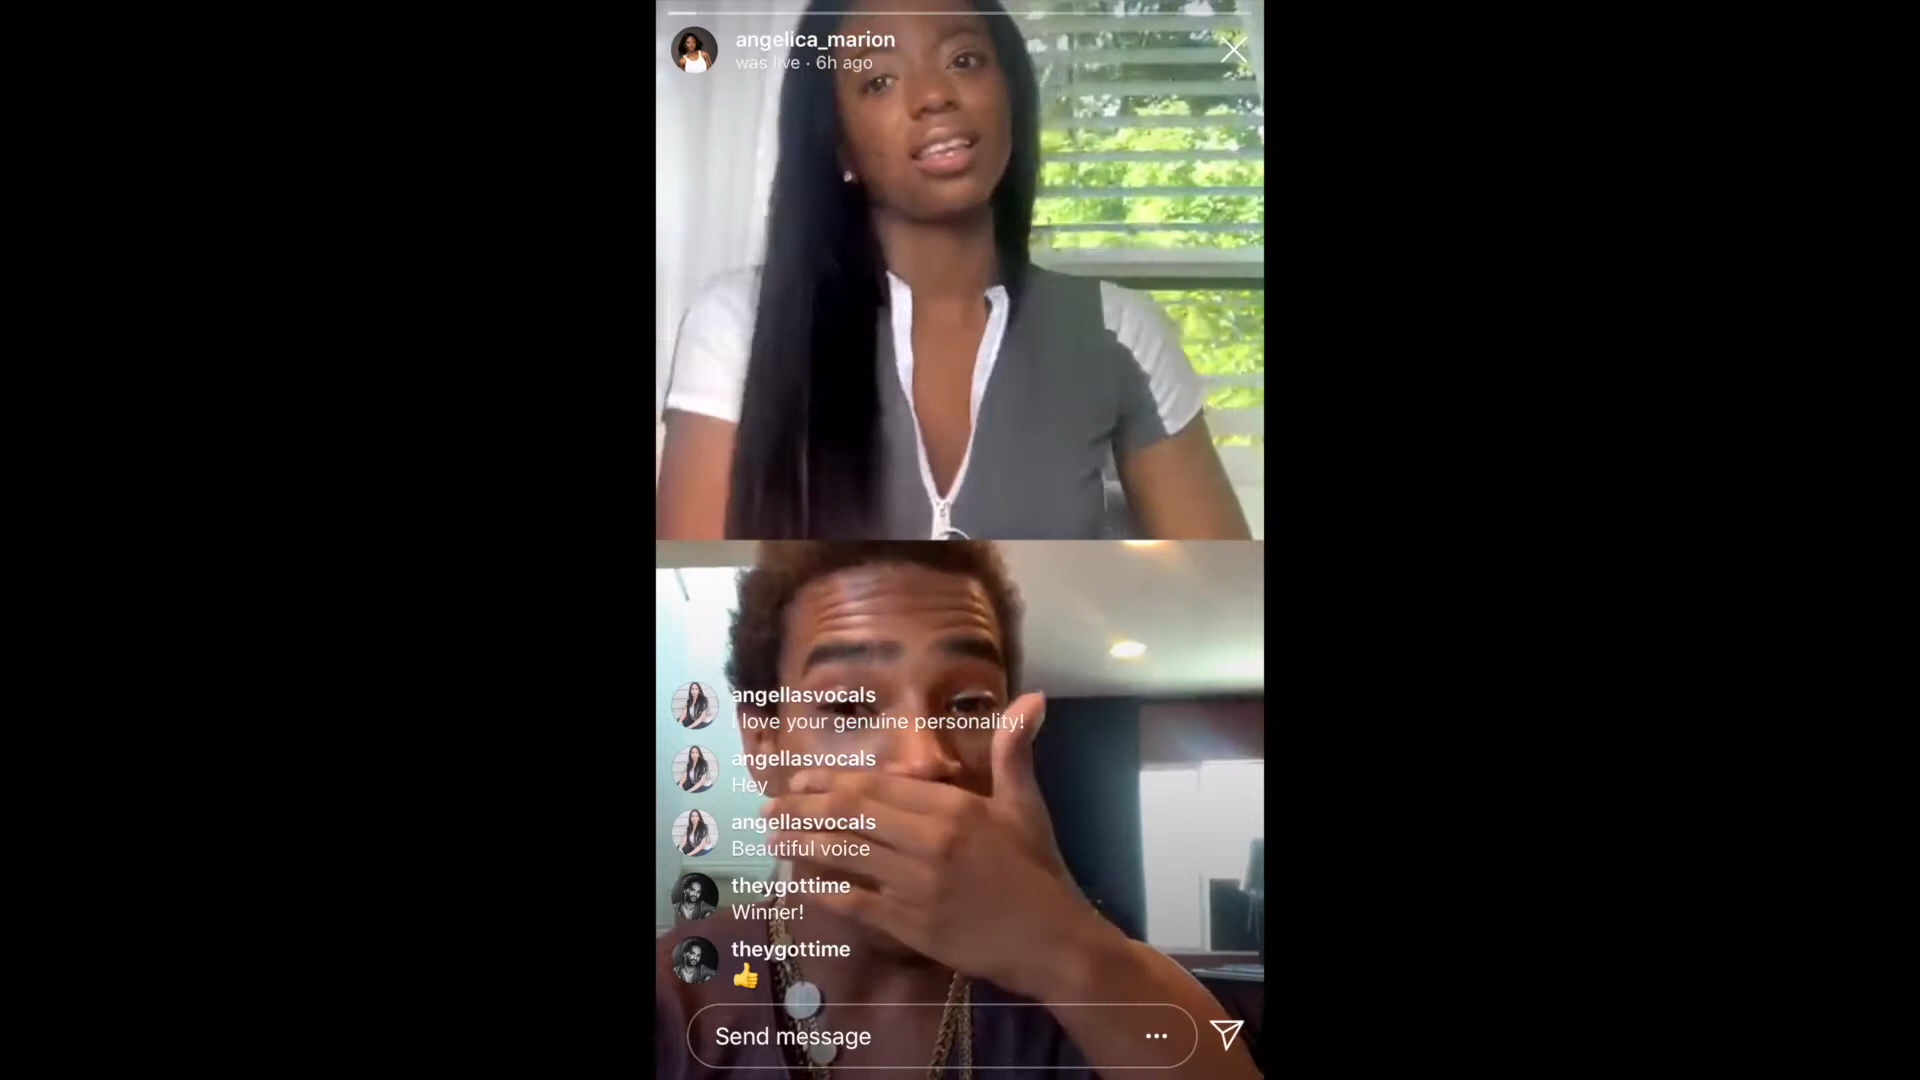 angelica_marion
was live · 6h ago
angellasvocals
I love your genuine personality!
angellasvocals
Hey
angellasvocals
Beautiful voice
theygottime
Winner!
theygottime
👍
Send message